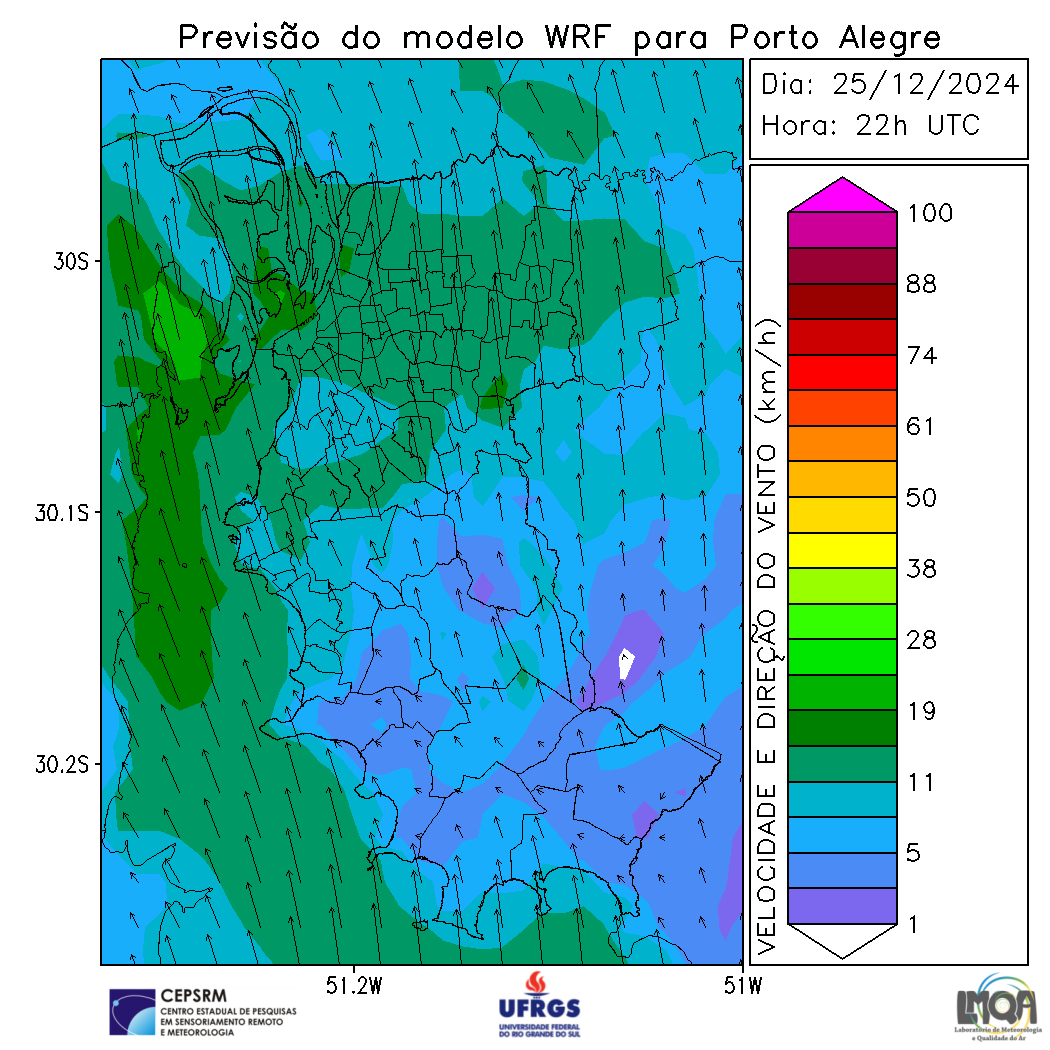 Previsão do modelo WRF para Porto Alegre
Dia: 25/12/2024
Hora: 22h UTC
30S
30.1S
30.2S
51.2W
51W
VELOCIDADE E DIREÇÃO DO VENTO (km/h)
100
88
74
61
50
38
28
19
11
5
1
CEPSRM
CENTRO ESTADUAL DE PESQUISAS
EM SENSORIAMENTO REMOTO
E METEOROLOGIA
UFRGS
UNIVERSIDADE FEDERAL
DO RIO GRANDE DO SUL
LMQA
Laboratório de Meteorologia
e Qualidade do Ar